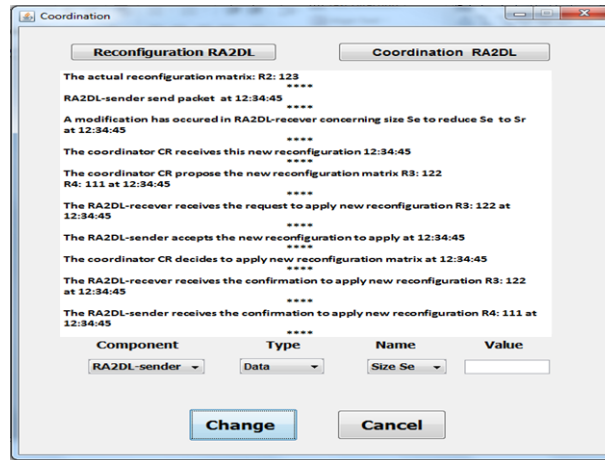 Coordination
Reconfiguration RA2DL
Coordination RA2DL
The actual reconfiguration matrix: R2: 123
****
RA2DL-sender send packet at 12:34:45
****
A modification has occured in RA2DL-recever concerning size Se to reduce Se to Sr
at 12:34:45
****
The coordinator CR receives this new reconfiguration 12:34:45
****
The coordinator CR propose the new reconfiguration matrix R3: 122
R4: 111 at 12:34:45
****
The RA2DL-recever receives the request to apply new reconfiguration R3: 122 at
12:34:45
****
The RA2DL-sender accepts the new reconfiguration to apply at 12:34:45
****
The coordinator CR decides to apply new reconfiguration matrix at 12:34:45
****
The RA2DL-recever receives the confirmation to apply new reconfiguration R3: 122
at 12:34:45
****
The RA2DL-sender receives the confirmation to apply new reconfiguration R4: 111 at
12:34:45
****
Component Type Name Value
RA2DL-sender Data Size Se
Change Cancel